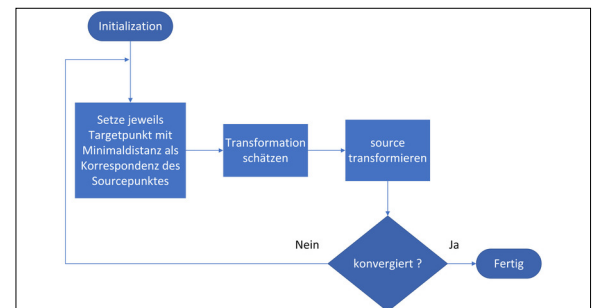 Initialization
Setze jeweils
Targetpunkt mit
Minimaldistanz als
Korrespondenz des
Sourcepunktes
Transformation
schätzen
source
transformieren
Nein
konvergiert ?
Ja
Fertig